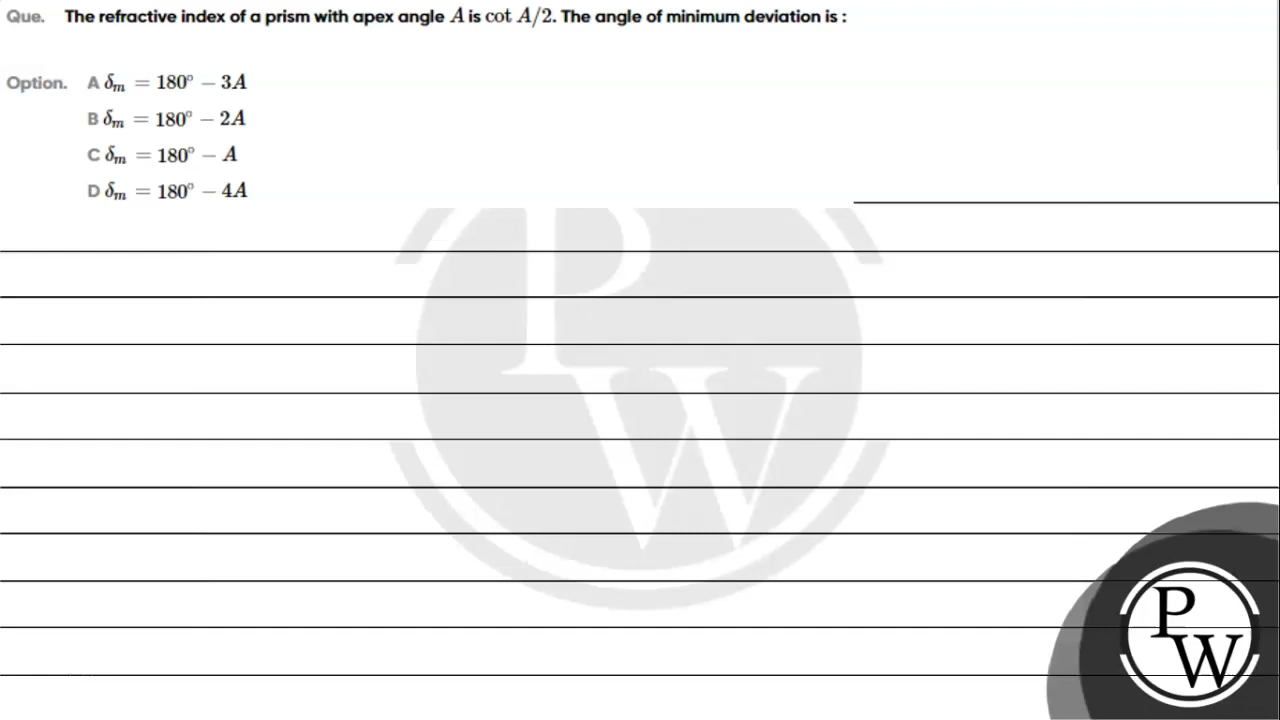 Que. The refractive index of a prism with apex angle A is cot A/2. The angle of minimum deviation is :
Option. A δₘ = 180° − 3A
B δₘ = 180° − 2A
C δₘ = 180° − A
D δₘ = 180° − 4A
P
W
P
W